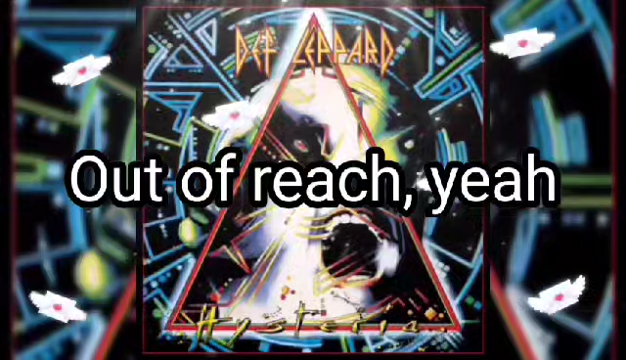 DEF LEPPARD
Out of reach, yeah
Hysteria